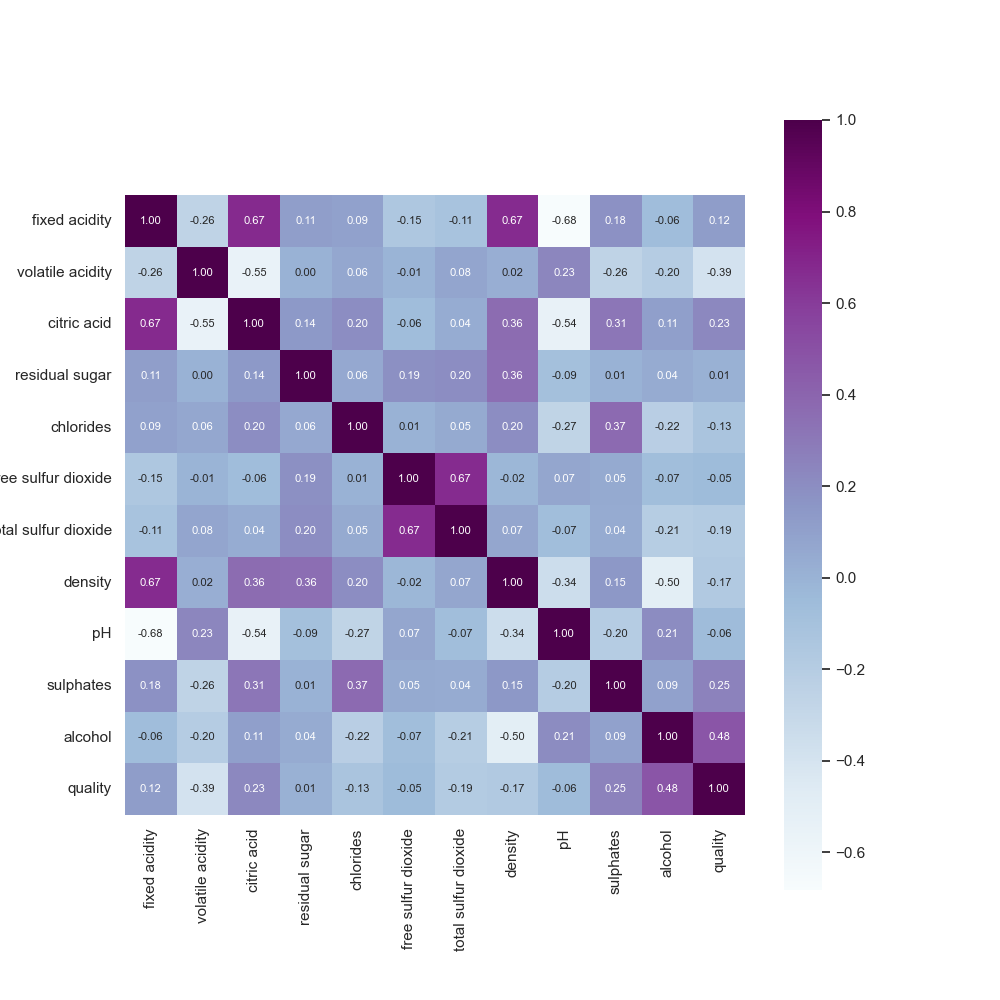 1.0
0.8
0.6
0.4
0.2
0.0
−0.2
−0.4
−0.6
fixed acidity 1.00 -0.26 0.67 0.11 0.09 -0.15 -0.11 0.67 -0.68 0.18 -0.06 0.12
volatile acidity -0.26 1.00 -0.55 0.00 0.06 -0.01 0.08 0.02 0.23 -0.26 -0.20 -0.39
citric acid 0.67 -0.55 1.00 0.14 0.20 -0.06 0.04 0.36 -0.54 0.31 0.11 0.23
residual sugar 0.11 0.00 0.14 1.00 0.06 0.19 0.20 0.36 -0.09 0.01 0.04 0.01
chlorides 0.09 0.06 0.20 0.06 1.00 0.01 0.05 0.20 -0.27 0.37 -0.22 -0.13
ee sulfur dioxide -0.15 -0.01 -0.06 0.19 0.01 1.00 0.67 -0.02 0.07 0.05 -0.07 -0.05
otal sulfur dioxide -0.11 0.08 0.04 0.20 0.05 0.67 1.00 0.07 -0.07 0.04 -0.21 -0.19
density 0.67 0.02 0.36 0.36 0.20 -0.02 0.07 1.00 -0.34 0.15 -0.50 -0.17
pH -0.68 0.23 -0.54 -0.09 -0.27 0.07 -0.07 -0.34 1.00 -0.20 0.21 -0.06
sulphates 0.18 -0.26 0.31 0.01 0.37 0.05 0.04 0.15 -0.20 1.00 0.09 0.25
alcohol -0.06 -0.20 0.11 0.04 -0.22 -0.07 -0.21 -0.50 0.21 0.09 1.00 0.48
quality 0.12 -0.39 0.23 0.01 -0.13 -0.05 -0.19 -0.17 -0.06 0.25 0.48 1.00
fixed acidity
volatile acidity
citric acid
residual sugar
chlorides
free sulfur dioxide
total sulfur dioxide
density
pH
sulphates
alcohol
quality